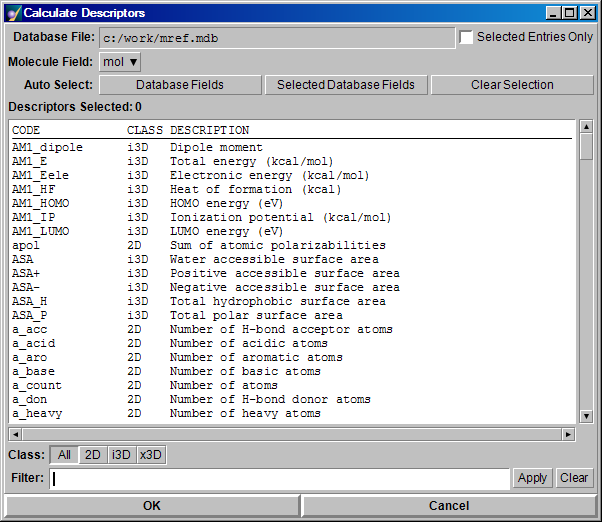 Calculate Descriptors
Database File: c:/work/mref.mdb Selected Entries Only
Molecule Field: mol ▼
Auto Select: Database Fields Selected Database Fields Clear Selection
Descriptors Selected: 0
CODE CLASS DESCRIPTION
AM1_dipole i3D Dipole moment
AM1_E i3D Total energy (kcal/mol)
AM1_Eele i3D Electronic energy (kcal/mol)
AM1_HF i3D Heat of formation (kcal)
AM1_HOMO i3D HOMO energy (eV)
AM1_IP i3D Ionization potential (kcal/mol)
AM1_LUMO i3D LUMO energy (eV)
apol 2D Sum of atomic polarizabilities
ASA i3D Water accessible surface area
ASA+ i3D Positive accessible surface area
ASA- i3D Negative accessible surface area
ASA_H i3D Total hydrophobic surface area
ASA_P i3D Total polar surface area
a_acc 2D Number of H-bond acceptor atoms
a_acid 2D Number of acidic atoms
a_aro 2D Number of aromatic atoms
a_base 2D Number of basic atoms
a_count 2D Number of atoms
a_don 2D Number of H-bond donor atoms
a_heavy 2D Number of heavy atoms
Class: All 2D i3D x3D
Filter: Apply Clear
OK Cancel